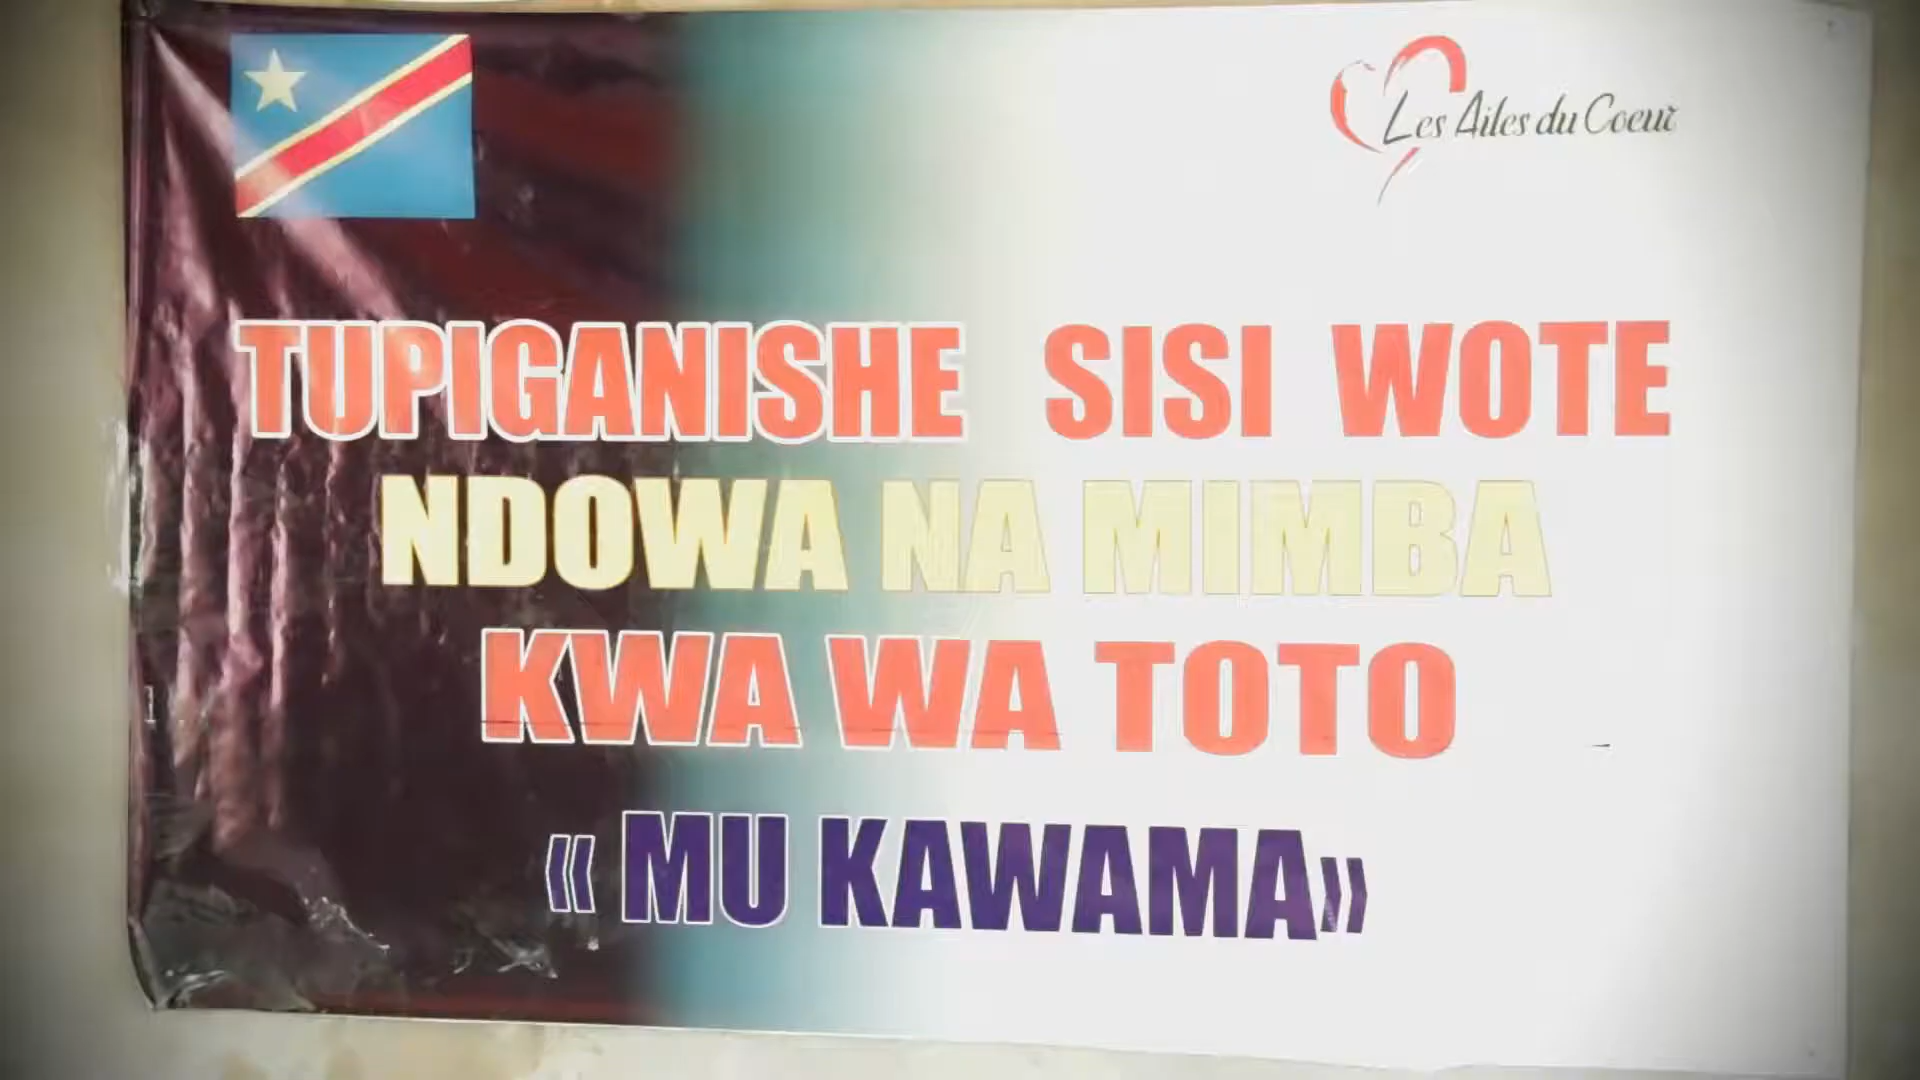 Les Ailes du Coeur
TUPIGANISHE SISI WOTE
NDOWA NA MIMBA
KWA WA TOTO
« MU KAWAMA»